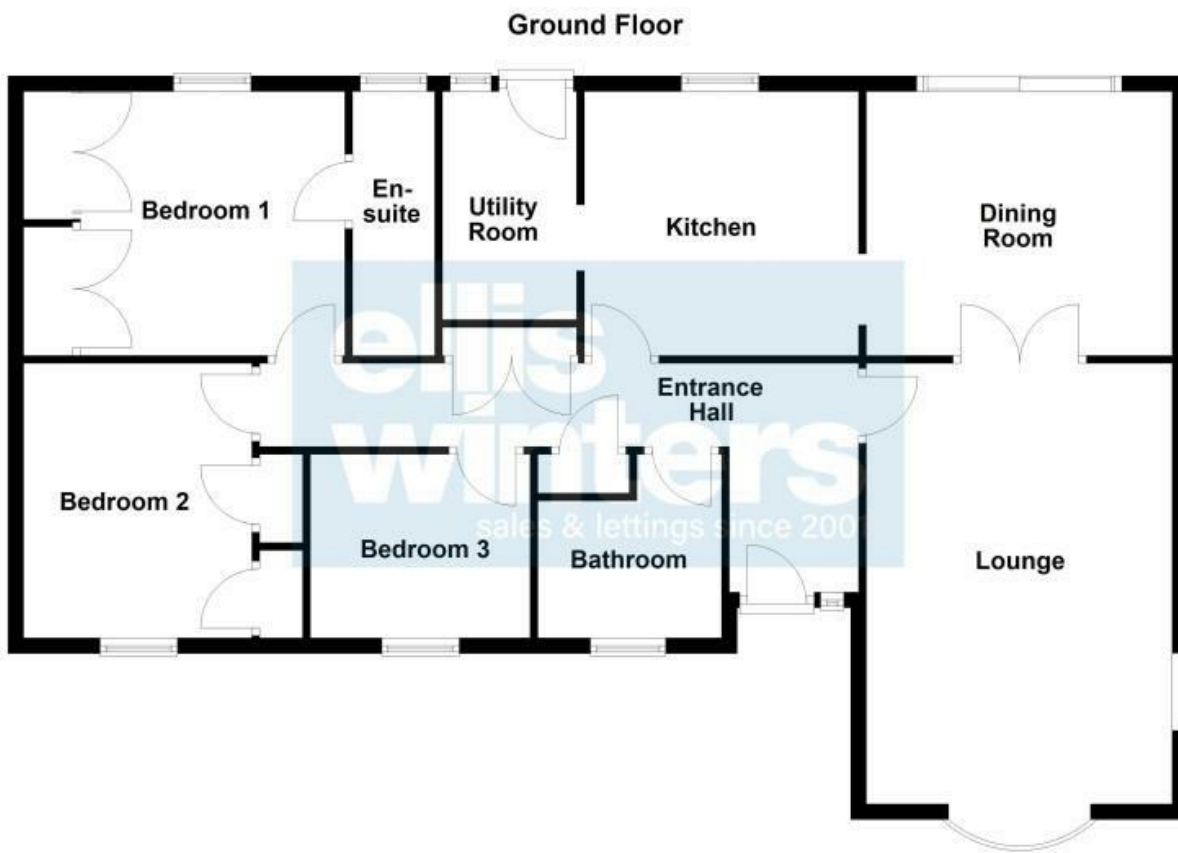 Ground Floor
Bedroom 1
En-
suite
Utility
Room
Kitchen
Dining
Room
Entrance
Hall
Bedroom 2
Bedroom 3
Bathroom
Lounge
ellis
winters
sales & lettings since 2001